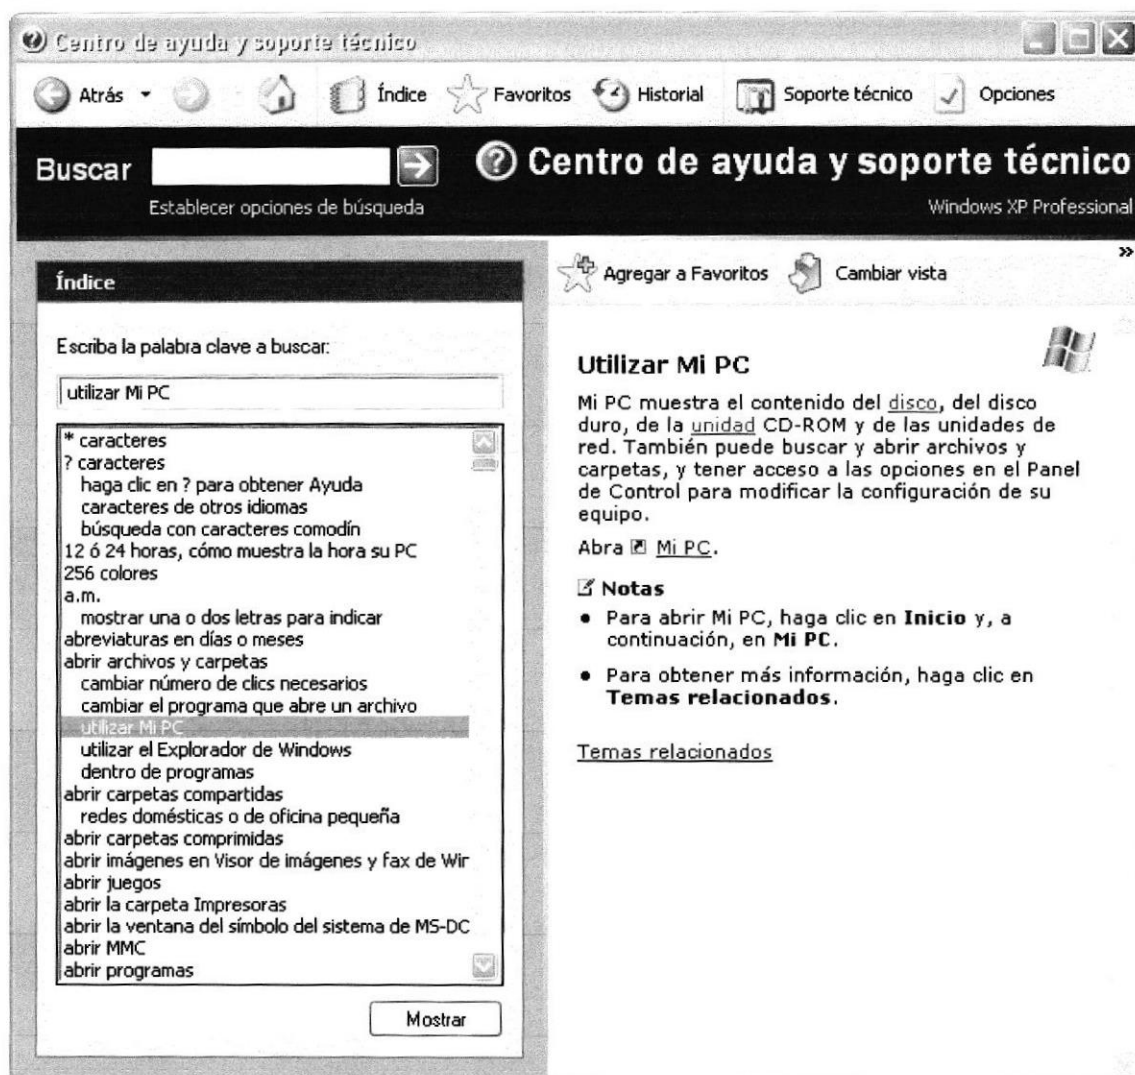 Centro de ayuda y soporte técnico
Atrás Índice Favoritos Historial Soporte técnico Opciones
Buscar
Establecer opciones de búsqueda
Centro de ayuda y soporte técnico
Windows XP Professional
Índice
Escriba la palabra clave a buscar:
utilizar Mi PC
* caracteres
? caracteres
haga clic en ? para obtener Ayuda
caracteres de otros idiomas
búsqueda con caracteres comodín
12 ó 24 horas, cómo muestra la hora su PC
256 colores
a.m.
mostrar una o dos letras para indicar
abreviaturas en días o meses
abrir archivos y carpetas
cambiar número de clics necesarios
cambiar el programa que abre un archivo
utilizar Mi PC
utilizar el Explorador de Windows
dentro de programas
abrir carpetas compartidas
redes domésticas o de oficina pequeña
abrir carpetas comprimidas
abrir imágenes en Visor de imágenes y fax de Wir
abrir juegos
abrir la carpeta Impresoras
abrir la ventana del símbolo del sistema de MS-DC
abrir MMC
abrir programas
Mostrar
Agregar a Favoritos Cambiar vista »
Utilizar Mi PC
Mi PC muestra el contenido del disco, del disco
duro, de la unidad CD-ROM y de las unidades de
red. También puede buscar y abrir archivos y
carpetas, y tener acceso a las opciones en el Panel
de Control para modificar la configuración de su
equipo.
Abra Mi PC.
Notas
• Para abrir Mi PC, haga clic en Inicio y, a
continuación, en Mi PC.
• Para obtener más información, haga clic en
Temas relacionados.
Temas relacionados